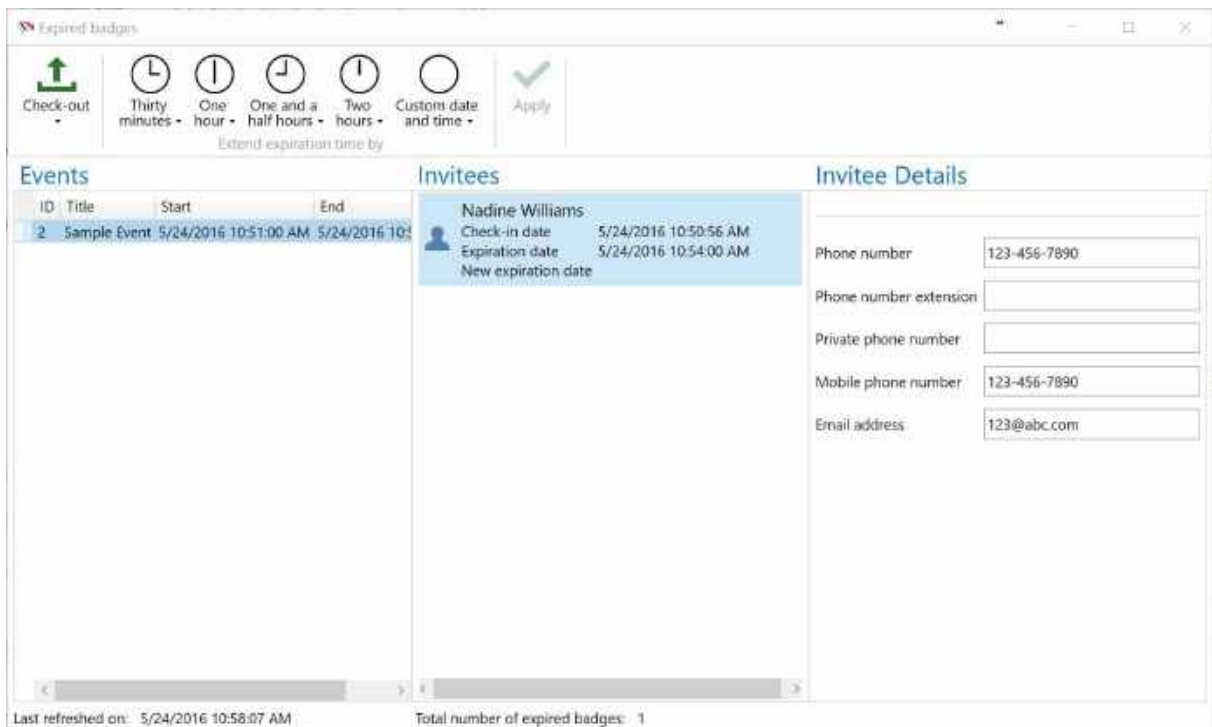 Expired badges
Check-out
Thirty minutes
One hour
One and a half hours
Two hours
Custom date and time
Apply
Extend expiration time by
Events
ID Title Start End
2 Sample Event 5/24/2016 10:51:00 AM 5/24/2016 10:5
Invitees
Nadine Williams
Check-in date 5/24/2016 10:50:56 AM
Expiration date 5/24/2016 10:54:00 AM
New expiration date
Invitee Details
Phone number 123-456-7890
Phone number extension
Private phone number
Mobile phone number 123-456-7890
Email address 123@abc.com
Last refreshed on: 5/24/2016 10:58:07 AM
Total number of expired badges: 1